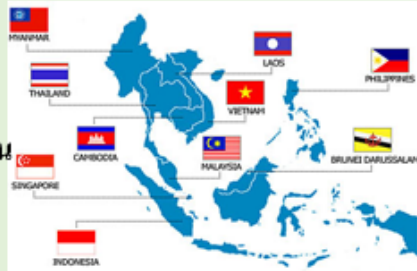 MYANMAR
LAOS
THAILAND
PHILIPPINES
VIETNAM
CAMBODIA
MALAYSIA
BRUNEI DARUSSALAM
SINGAPORE
INDONESIA